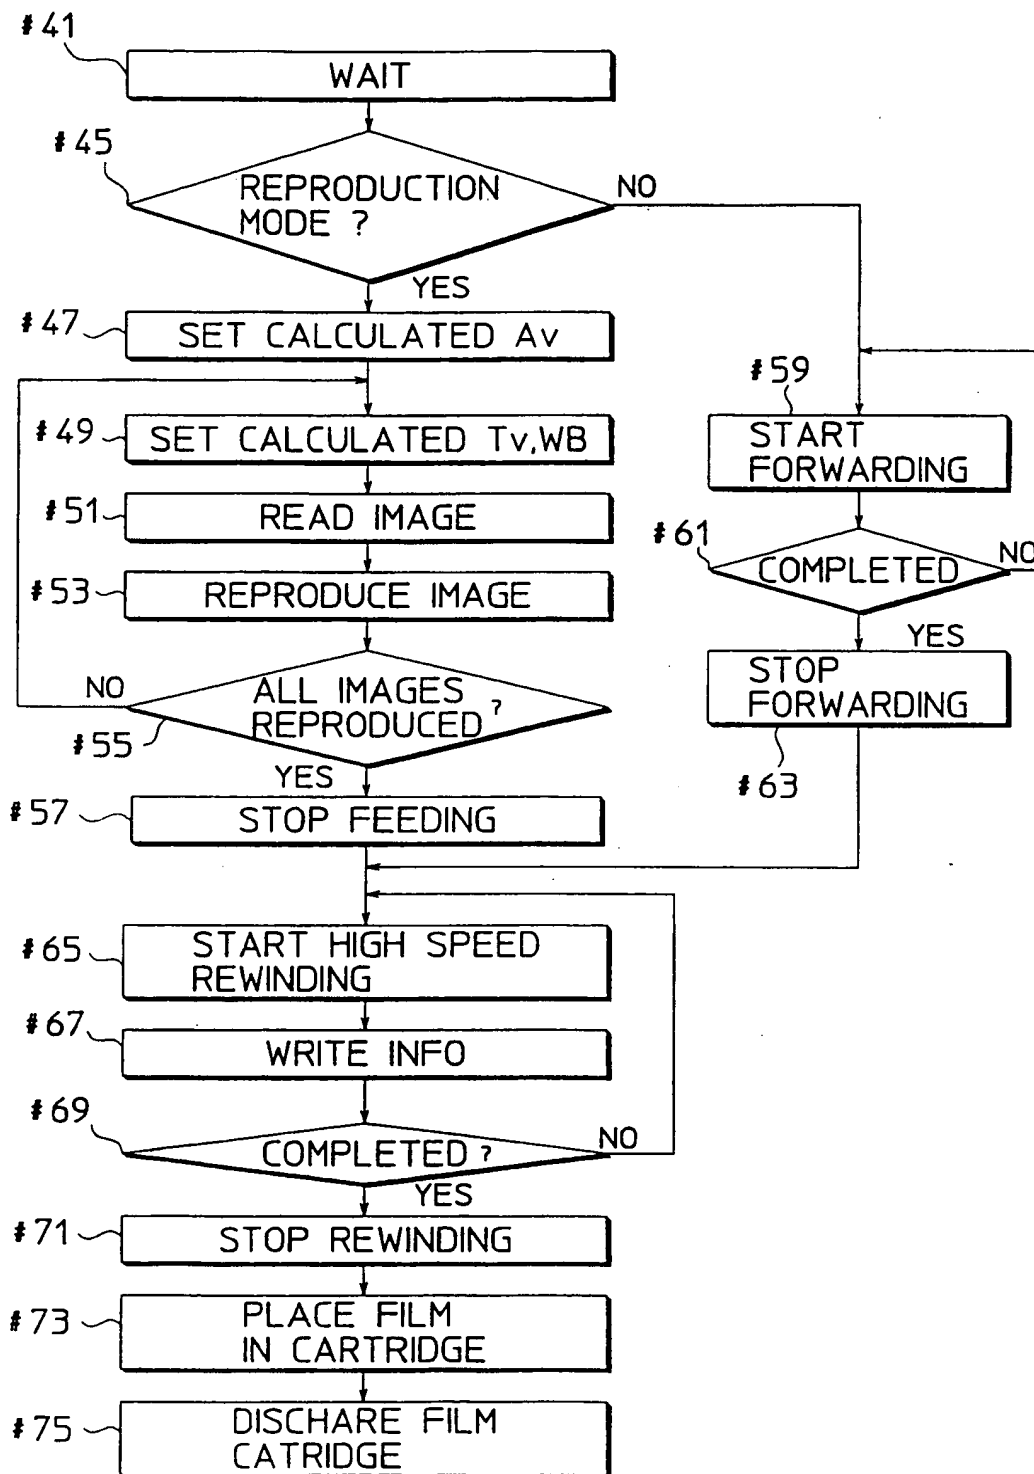 #41
WAIT
#45
REPRODUCTION
MODE ?
NO
YES
#47
SET CALCULATED Av
#49
SET CALCULATED Tv,WB
#51
READ IMAGE
#53
REPRODUCE IMAGE
NO
ALL IMAGES
REPRODUCED ?
#55
YES
#57
STOP FEEDING
#59
START
FORWARDING
#61
COMPLETED
NO
YES
STOP
FORWARDING
#63
#65
START HIGH SPEED
REWINDING
#67
WRITE INFO
#69
COMPLETED ?
NO
YES
#71
STOP REWINDING
#73
PLACE FILM
IN CARTRIDGE
#75
DISCHARE FILM
CATRIDGE